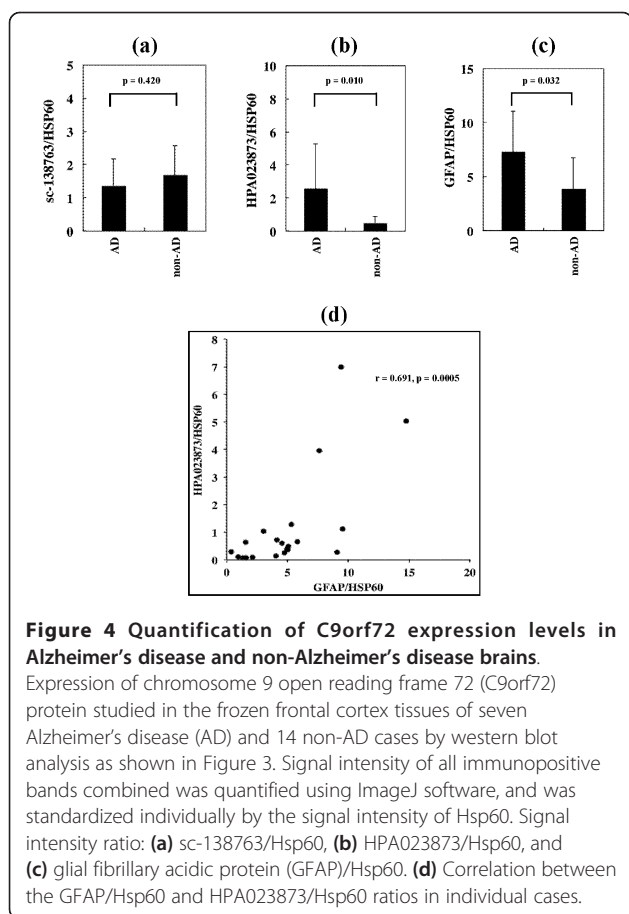 (a)
(b)
(c)
p = 0.420
p = 0.010
p = 0.032
sc-138763/HSP60
5
4
3
2
1
0
AD
non-AD
HPA023873/HSP60
10
8
6
4
2
0
AD
non-AD
GFAP/HSP60
15
10
5
0
AD
non-AD
(d)
r = 0.691, p = 0.0005
HPA023873/HSP60
8
7
6
5
4
3
2
1
0
0 5 10 15 20
GFAP/HSP60
Figure 4 Quantification of C9orf72 expression levels in
Alzheimer's disease and non-Alzheimer's disease brains.
Expression of chromosome 9 open reading frame 72 (C9orf72)
protein studied in the frozen frontal cortex tissues of seven
Alzheimer's disease (AD) and 14 non-AD cases by western blot
analysis as shown in Figure 3. Signal intensity of all immunopositive
bands combined was quantified using ImageJ software, and was
standardized individually by the signal intensity of Hsp60. Signal
intensity ratio: (a) sc-138763/Hsp60, (b) HPA023873/Hsp60, and
(c) glial fibrillary acidic protein (GFAP)/Hsp60. (d) Correlation between
the GFAP/Hsp60 and HPA023873/Hsp60 ratios in individual cases.